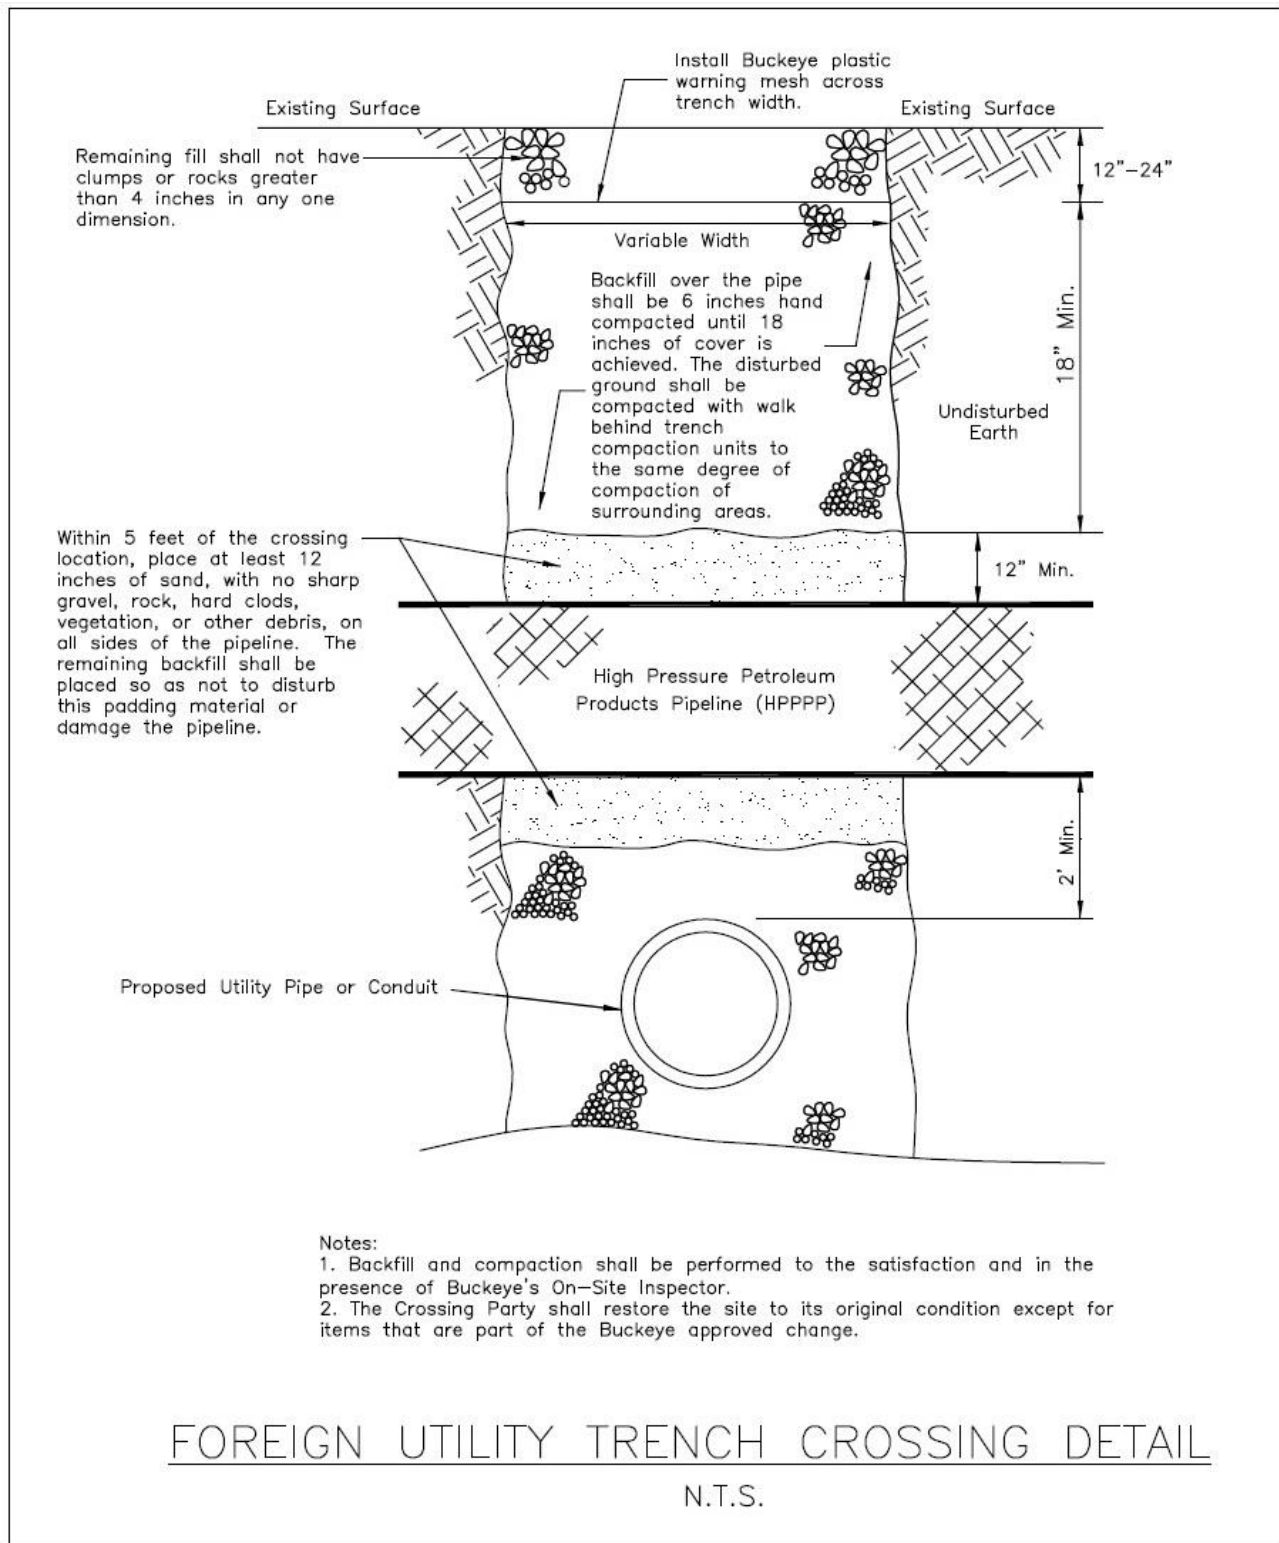 Install Buckeye plastic
warning mesh across
trench width.
Existing Surface
Existing Surface
Remaining fill shall not have
clumps or rocks greater
than 4 inches in any one
dimension.
12"-24"
Variable Width
Backfill over the pipe
shall be 6 inches hand
compacted until 18
inches of cover is
achieved. The disturbed
ground shall be
compacted with walk
behind trench
compaction units to
the same degree of
compaction of
surrounding areas.
18" Min.
Undisturbed
Earth
Within 5 feet of the crossing
location, place at least 12
inches of sand, with no sharp
gravel, rock, hard clods,
vegetation, or other debris, on
all sides of the pipeline. The
remaining backfill shall be
placed so as not to disturb
this padding material or
damage the pipeline.
12" Min.
High Pressure Petroleum
Products Pipeline (HPPPP)
2' Min.
Proposed Utility Pipe or Conduit
Notes:
1. Backfill and compaction shall be performed to the satisfaction and in the
presence of Buckeye's On-Site Inspector.
2. The Crossing Party shall restore the site to its original condition except for
items that are part of the Buckeye approved change.
FOREIGN UTILITY TRENCH CROSSING DETAIL
N.T.S.